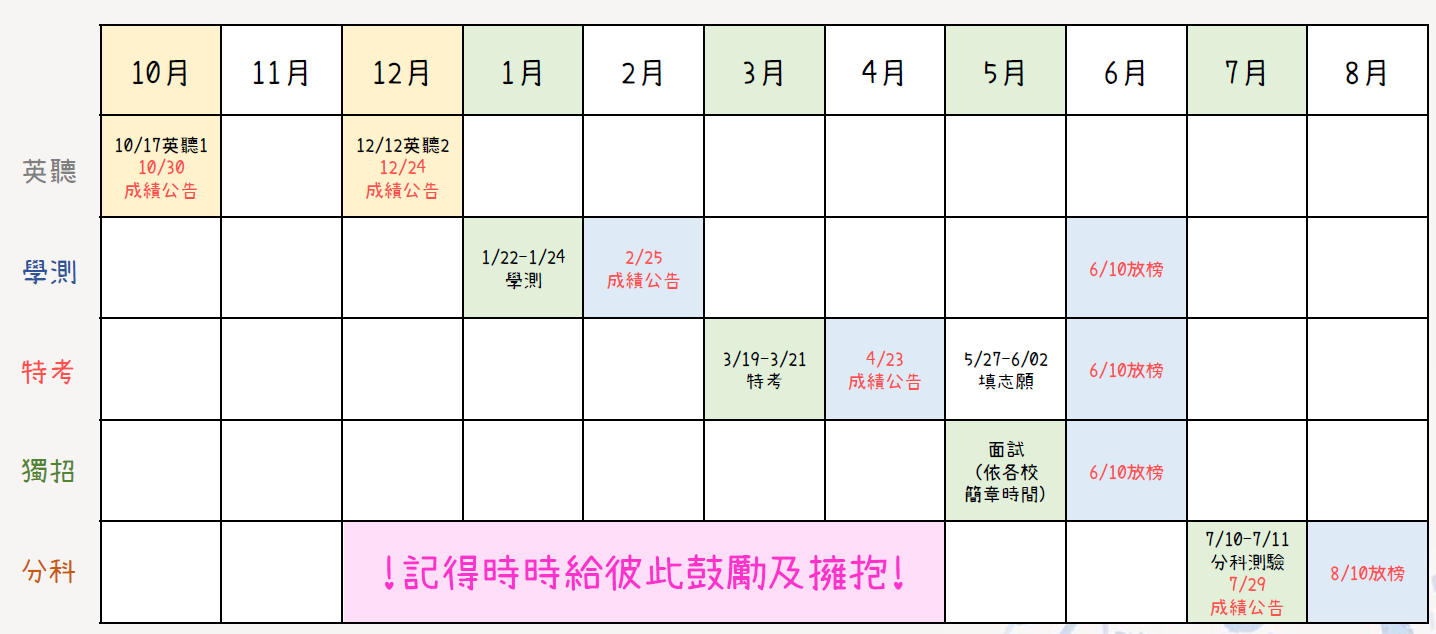 10月 11月 12月 1月 2月 3月 4月 5月 6月 7月 8月
英聽
10/17英聽1
10/30
成績公告
12/12英聽2
12/24
成績公告
學測
1/22-1/24
學測
2/25
成績公告
6/10放榜
特考
3/19-3/21
特考
4/23
成績公告
5/27-6/02
填志願
6/10放榜
獨招
面試
(依各校
簡章時間)
6/10放榜
分科
!記得時時給彼此鼓勵及擁抱!
7/10-7/11
分科測驗
7/29
成績公告
8/10放榜